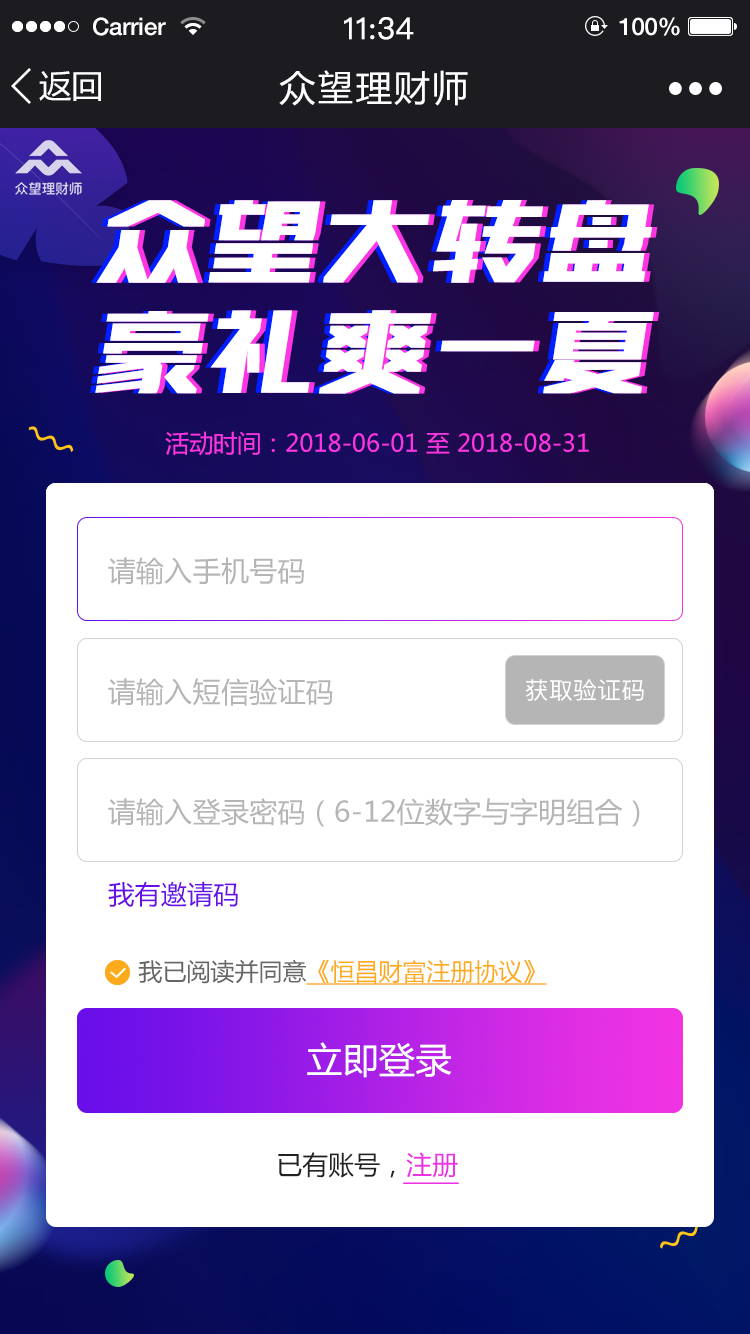 Carrier 11:34 100%
返回 众望理财师
众望理财师
众望大转盘
豪礼爽一夏
活动时间：2018-06-01 至 2018-08-31
请输入手机号码
请输入短信验证码 获取验证码
请输入登录密码（6-12位数字与字明组合）
我有邀请码
我已阅读并同意《恒昌财富注册协议》
立即登录
已有账号，注册